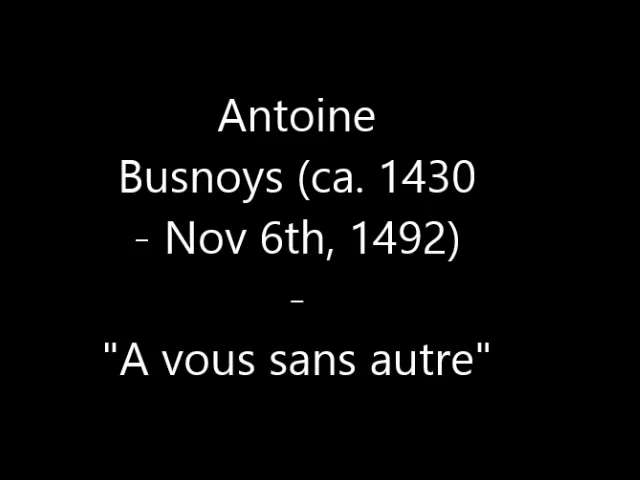 Antoine
Busnoys (ca. 1430
- Nov 6th, 1492)
-
"A vous sans autre"